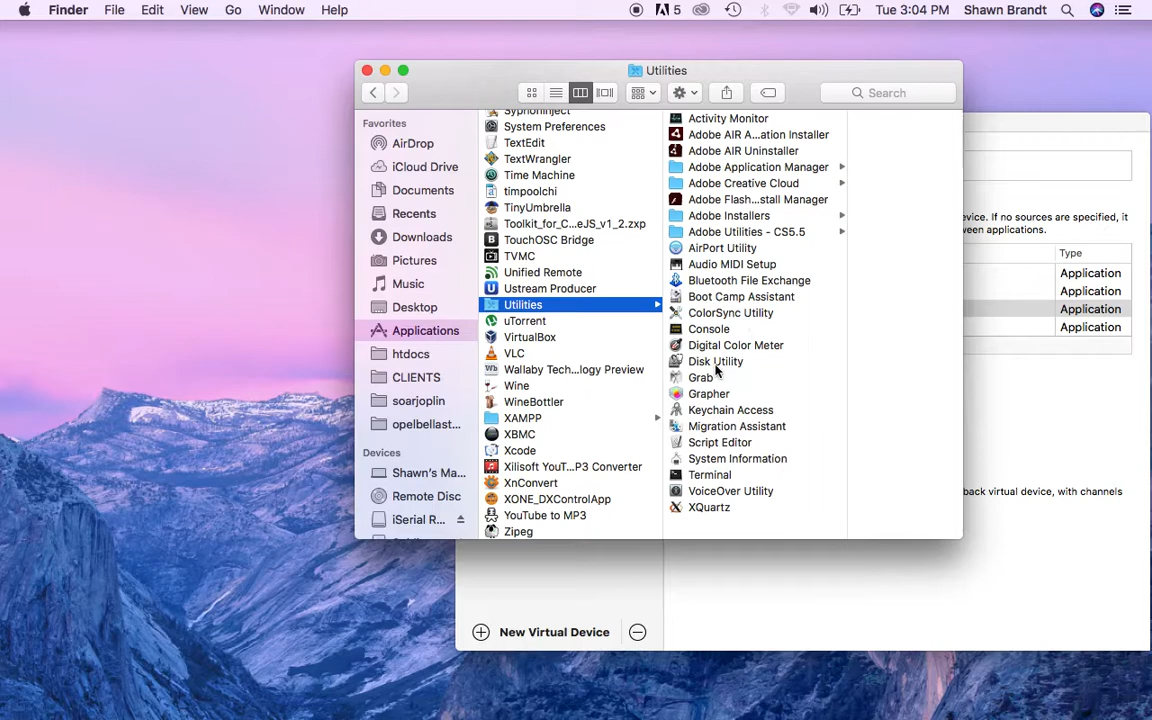 Finder File Edit View Go Window Help 5 Tue 3:04 PM Shawn Brandt
Utilities
Search
Favorites
AirDrop
iCloud Drive
Documents
Recents
Downloads
Pictures
Music
Desktop
Applications
htdocs
CLIENTS
soarjoplin
opelbellast...
Devices
Shawn's Ma...
Remote Disc
iSerial R...
SyphonInject
System Preferences
TextEdit
TextWrangler
Time Machine
timpoolchi
TinyUmbrella
Toolkit_for_C...eJS_v1_2.zxp
TouchOSC Bridge
TVMC
Unified Remote
Ustream Producer
Utilities
uTorrent
VirtualBox
VLC
Wallaby Tech...logy Preview
Wine
WineBottler
XAMPP
XBMC
Xcode
Xilisoft YouT...P3 Converter
XnConvert
XONE_DXControlApp
YouTube to MP3
Zipeg
Activity Monitor
Adobe AIR A...ation Installer
Adobe AIR Uninstaller
Adobe Application Manager
Adobe Creative Cloud
Adobe Flash...stall Manager
Adobe Installers
Adobe Utilities - CS5.5
AirPort Utility
Audio MIDI Setup
Bluetooth File Exchange
Boot Camp Assistant
ColorSync Utility
Console
Digital Color Meter
Disk Utility
Grab
Grapher
Keychain Access
Migration Assistant
Script Editor
System Information
Terminal
VoiceOver Utility
XQuartz
evice. If no sources are specified, it
een applications.
Type
Application
Application
Application
Application
back virtual device, with channels
New Virtual Device